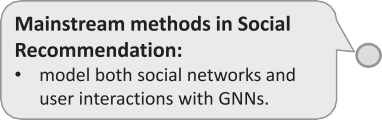 Mainstream methods in Social
Recommendation:
• model both social networks and
user interactions with GNNs.